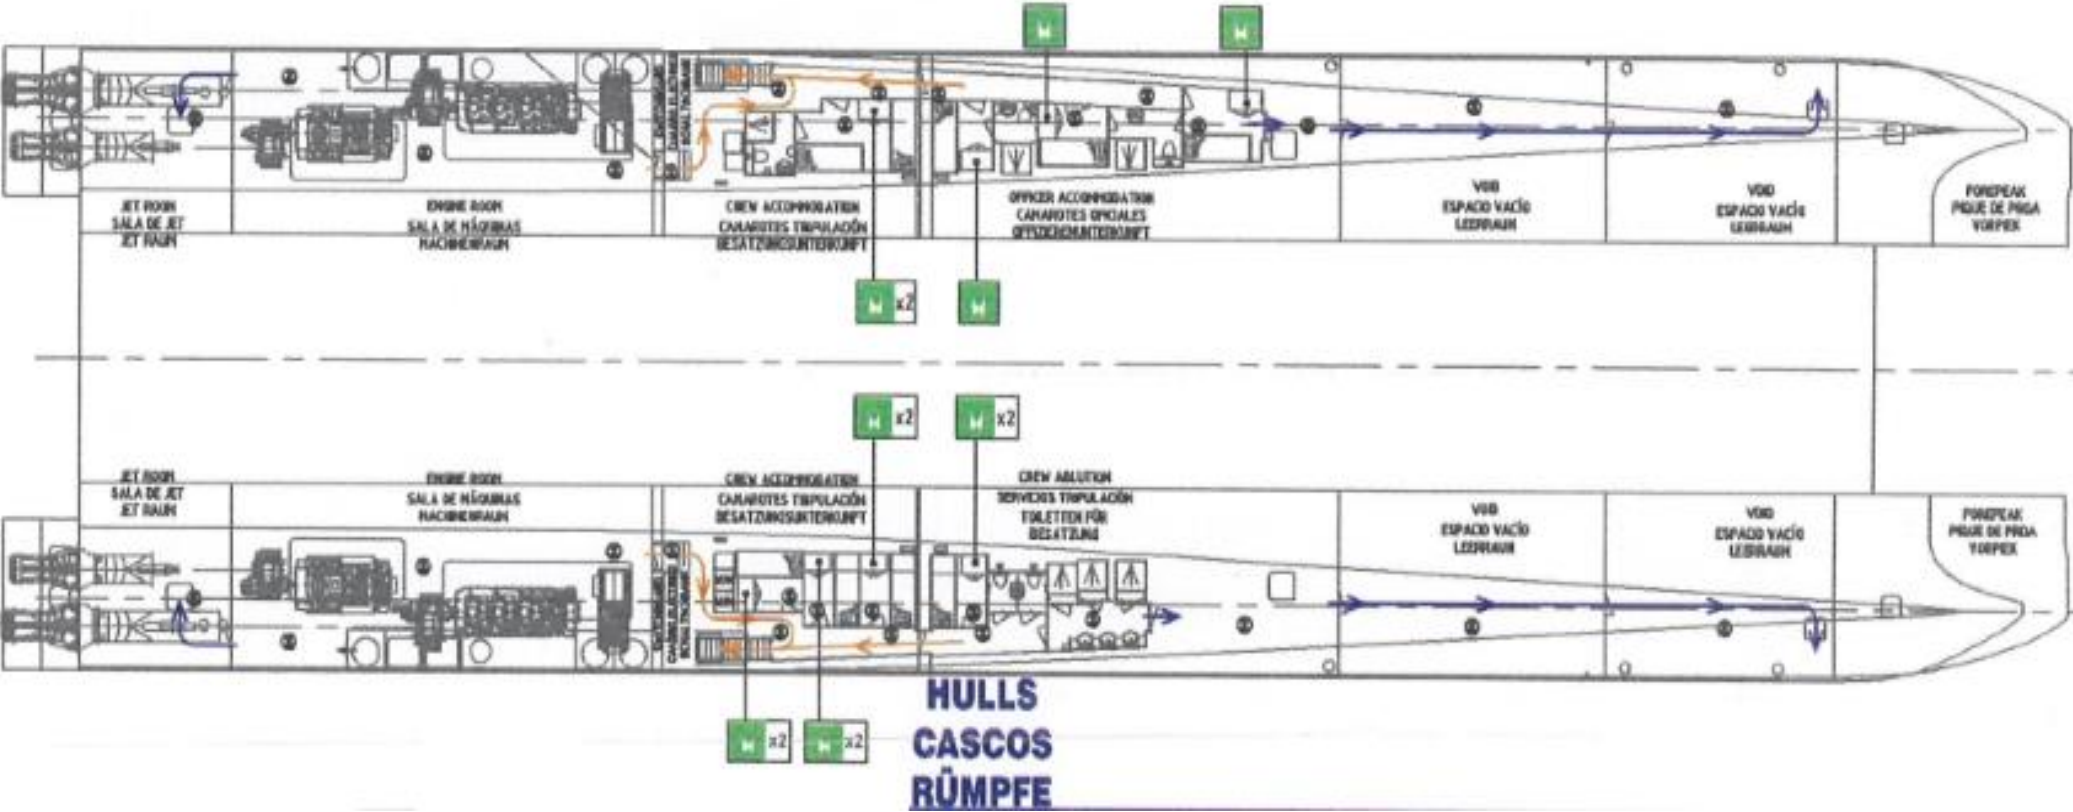 JET ROOM
SALA DE JET
JET RAUM
ENGINE ROOM
SALA DE MÁQUINAS
MACHINENRAUM
CREW ACCOMMODATION
CAMAROTES TRIPULACIÓN
BESATZUNGSUNTERKUNFT
OFFICER ACCOMMODATION
CAMAROTES OFICIALES
OFFIZIERENUNTERKUNFT
VOID
ESPACIO VACÍO
LEERRAUM
VOID
ESPACIO VACÍO
LEERRAUM
FOREPEAK
PIQUE DE PROA
VORPIEK
x2
x2
x2
JET ROOM
SALA DE JET
JET RAUM
ENGINE ROOM
SALA DE MÁQUINAS
MACHINENRAUM
CREW ACCOMMODATION
CAMAROTES TRIPULACIÓN
BESATZUNGSUNTERKUNFT
CREW ABLUTION
SERVICIOS TRIPULACIÓN
TOILETTEN FÜR
BESATZUNG
VOID
ESPACIO VACÍO
LEERRAUM
VOID
ESPACIO VACÍO
LEERRAUM
FOREPEAK
PIQUE DE PROA
VORPIEK
x2
x2
HULLS
CASCOS
RÜMPFE